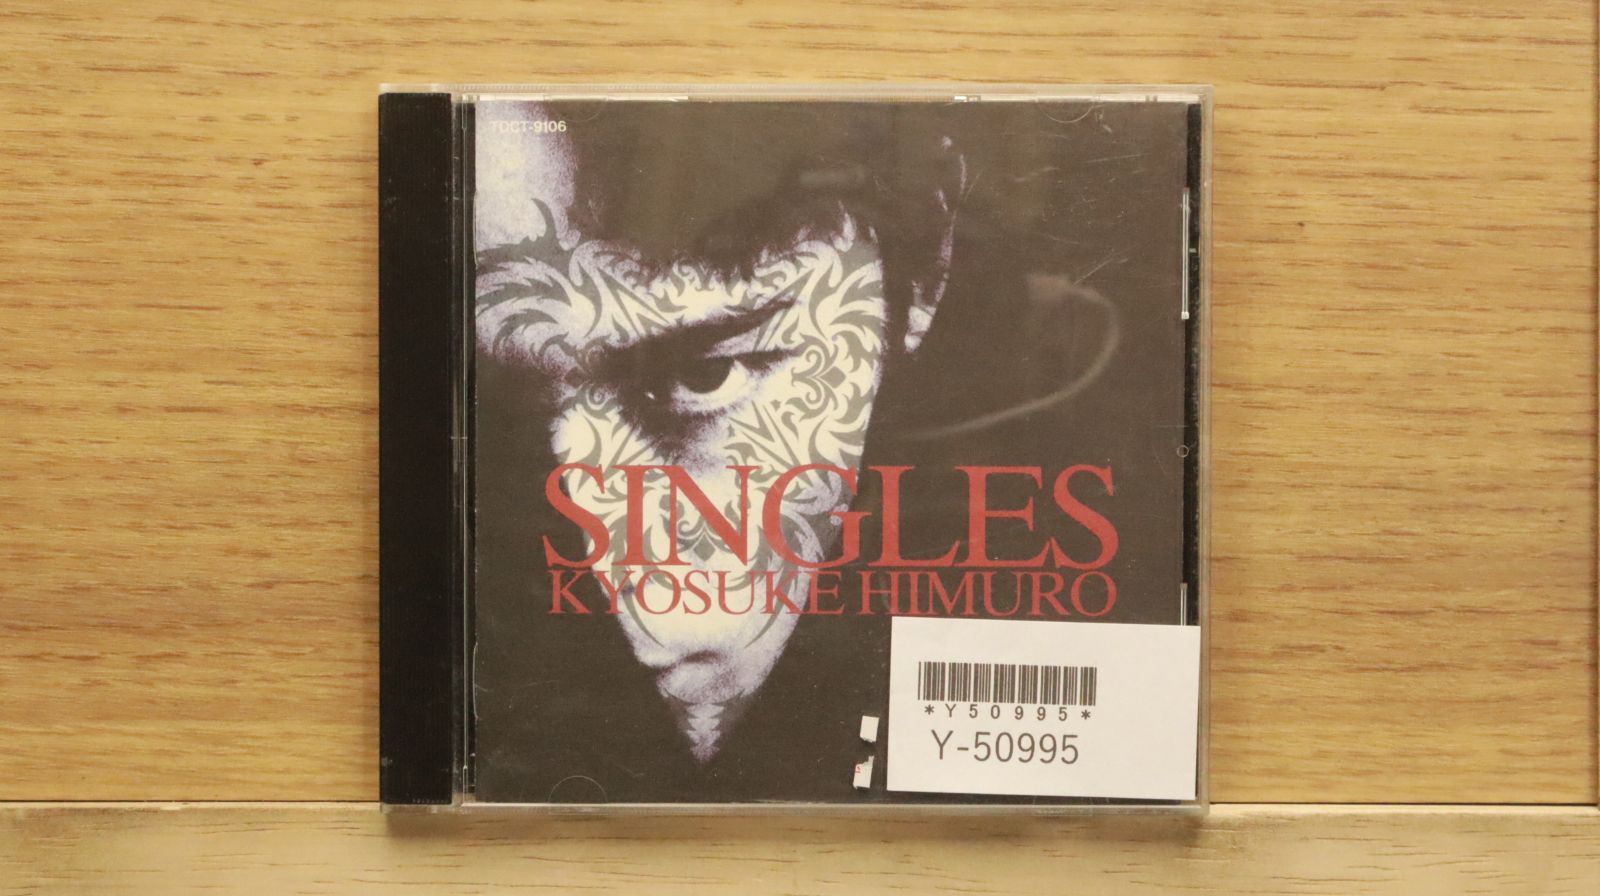 TOCT-9106
SINGLES
KYOSUKE HIMURO
*Y50995*
Y-50995